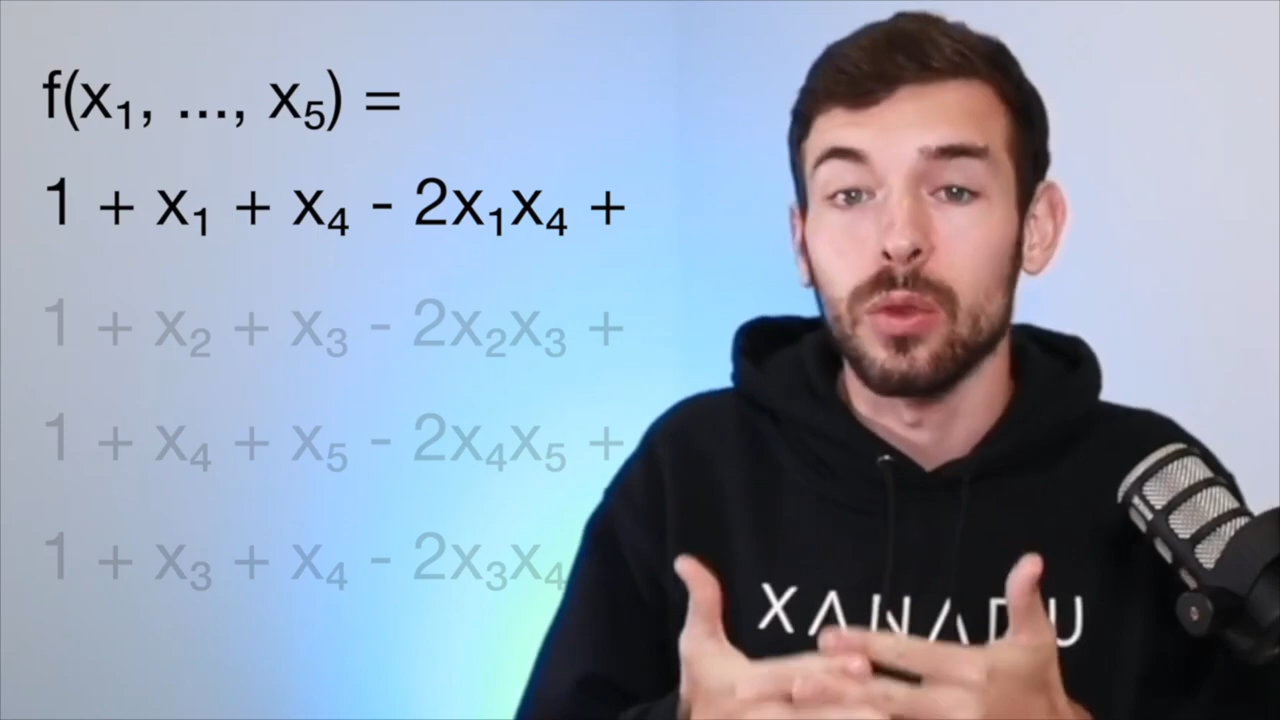 f(x₁, ..., x₅) =
1 + x₁ + x₄ - 2x₁x₄ +
1 + x₂ + x₃ - 2x₂x₃ +
1 + x₄ + x₅ - 2x₄x₅ +
1 + x₃ + x₄ - 2x₃x₄
XANADU